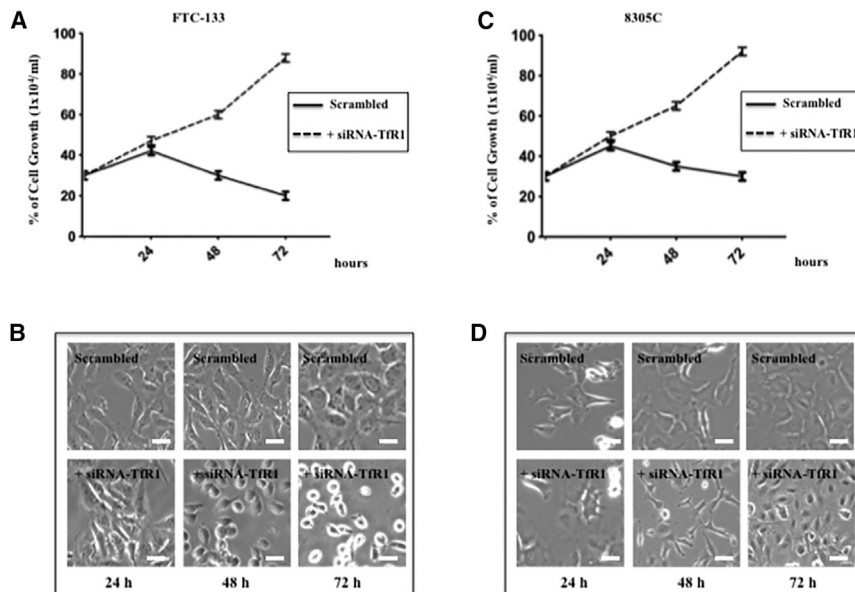 A
FTC-133
% of Cell Growth (1x10⁴/ml)
100
80
60
40
20
0
24
48
72
hours
Scrambled
+ siRNA-TfR1
C
8305C
% of Cell Growth (1x10⁴/ml)
100
80
60
40
20
0
24
48
72
hours
Scrambled
+ siRNA-TfR1
B
Scrambled
Scrambled
Scrambled
+ siRNA-TfR1
+ siRNA-TfR1
+ siRNA-TfR1
24 h
48 h
72 h
D
Scrambled
Scrambled
Scrambled
+ siRNA-TfR1
+ siRNA-TfR1
+ siRNA-TfR1
24 h
48 h
72 h